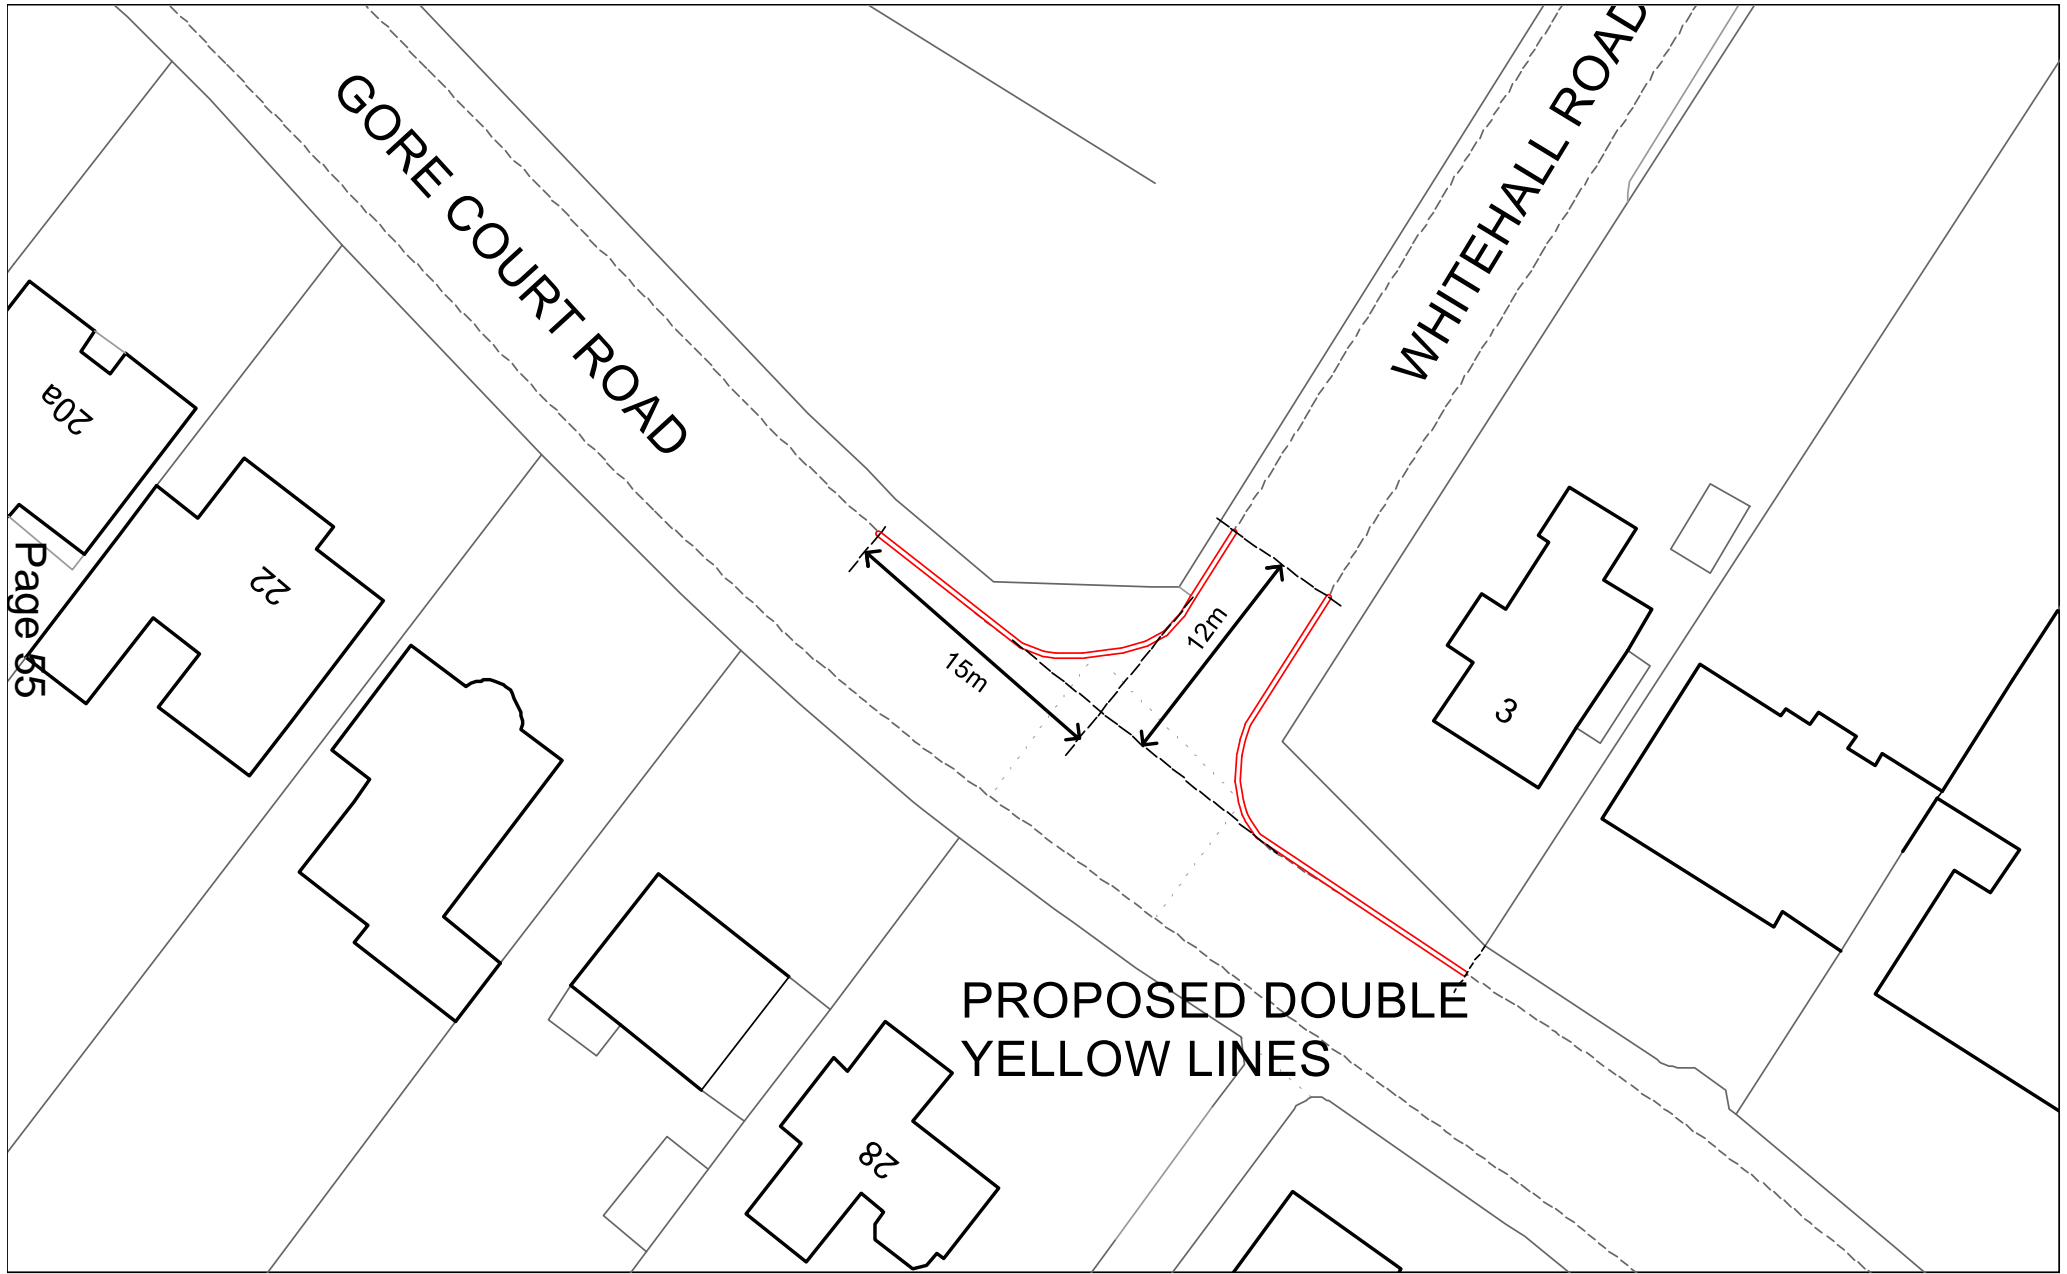 GORE COURT ROAD
WHITEHALL ROAD
20a
22
Page 55
15m
12m
3
PROPOSED DOUBLE
YELLOW LINES
28